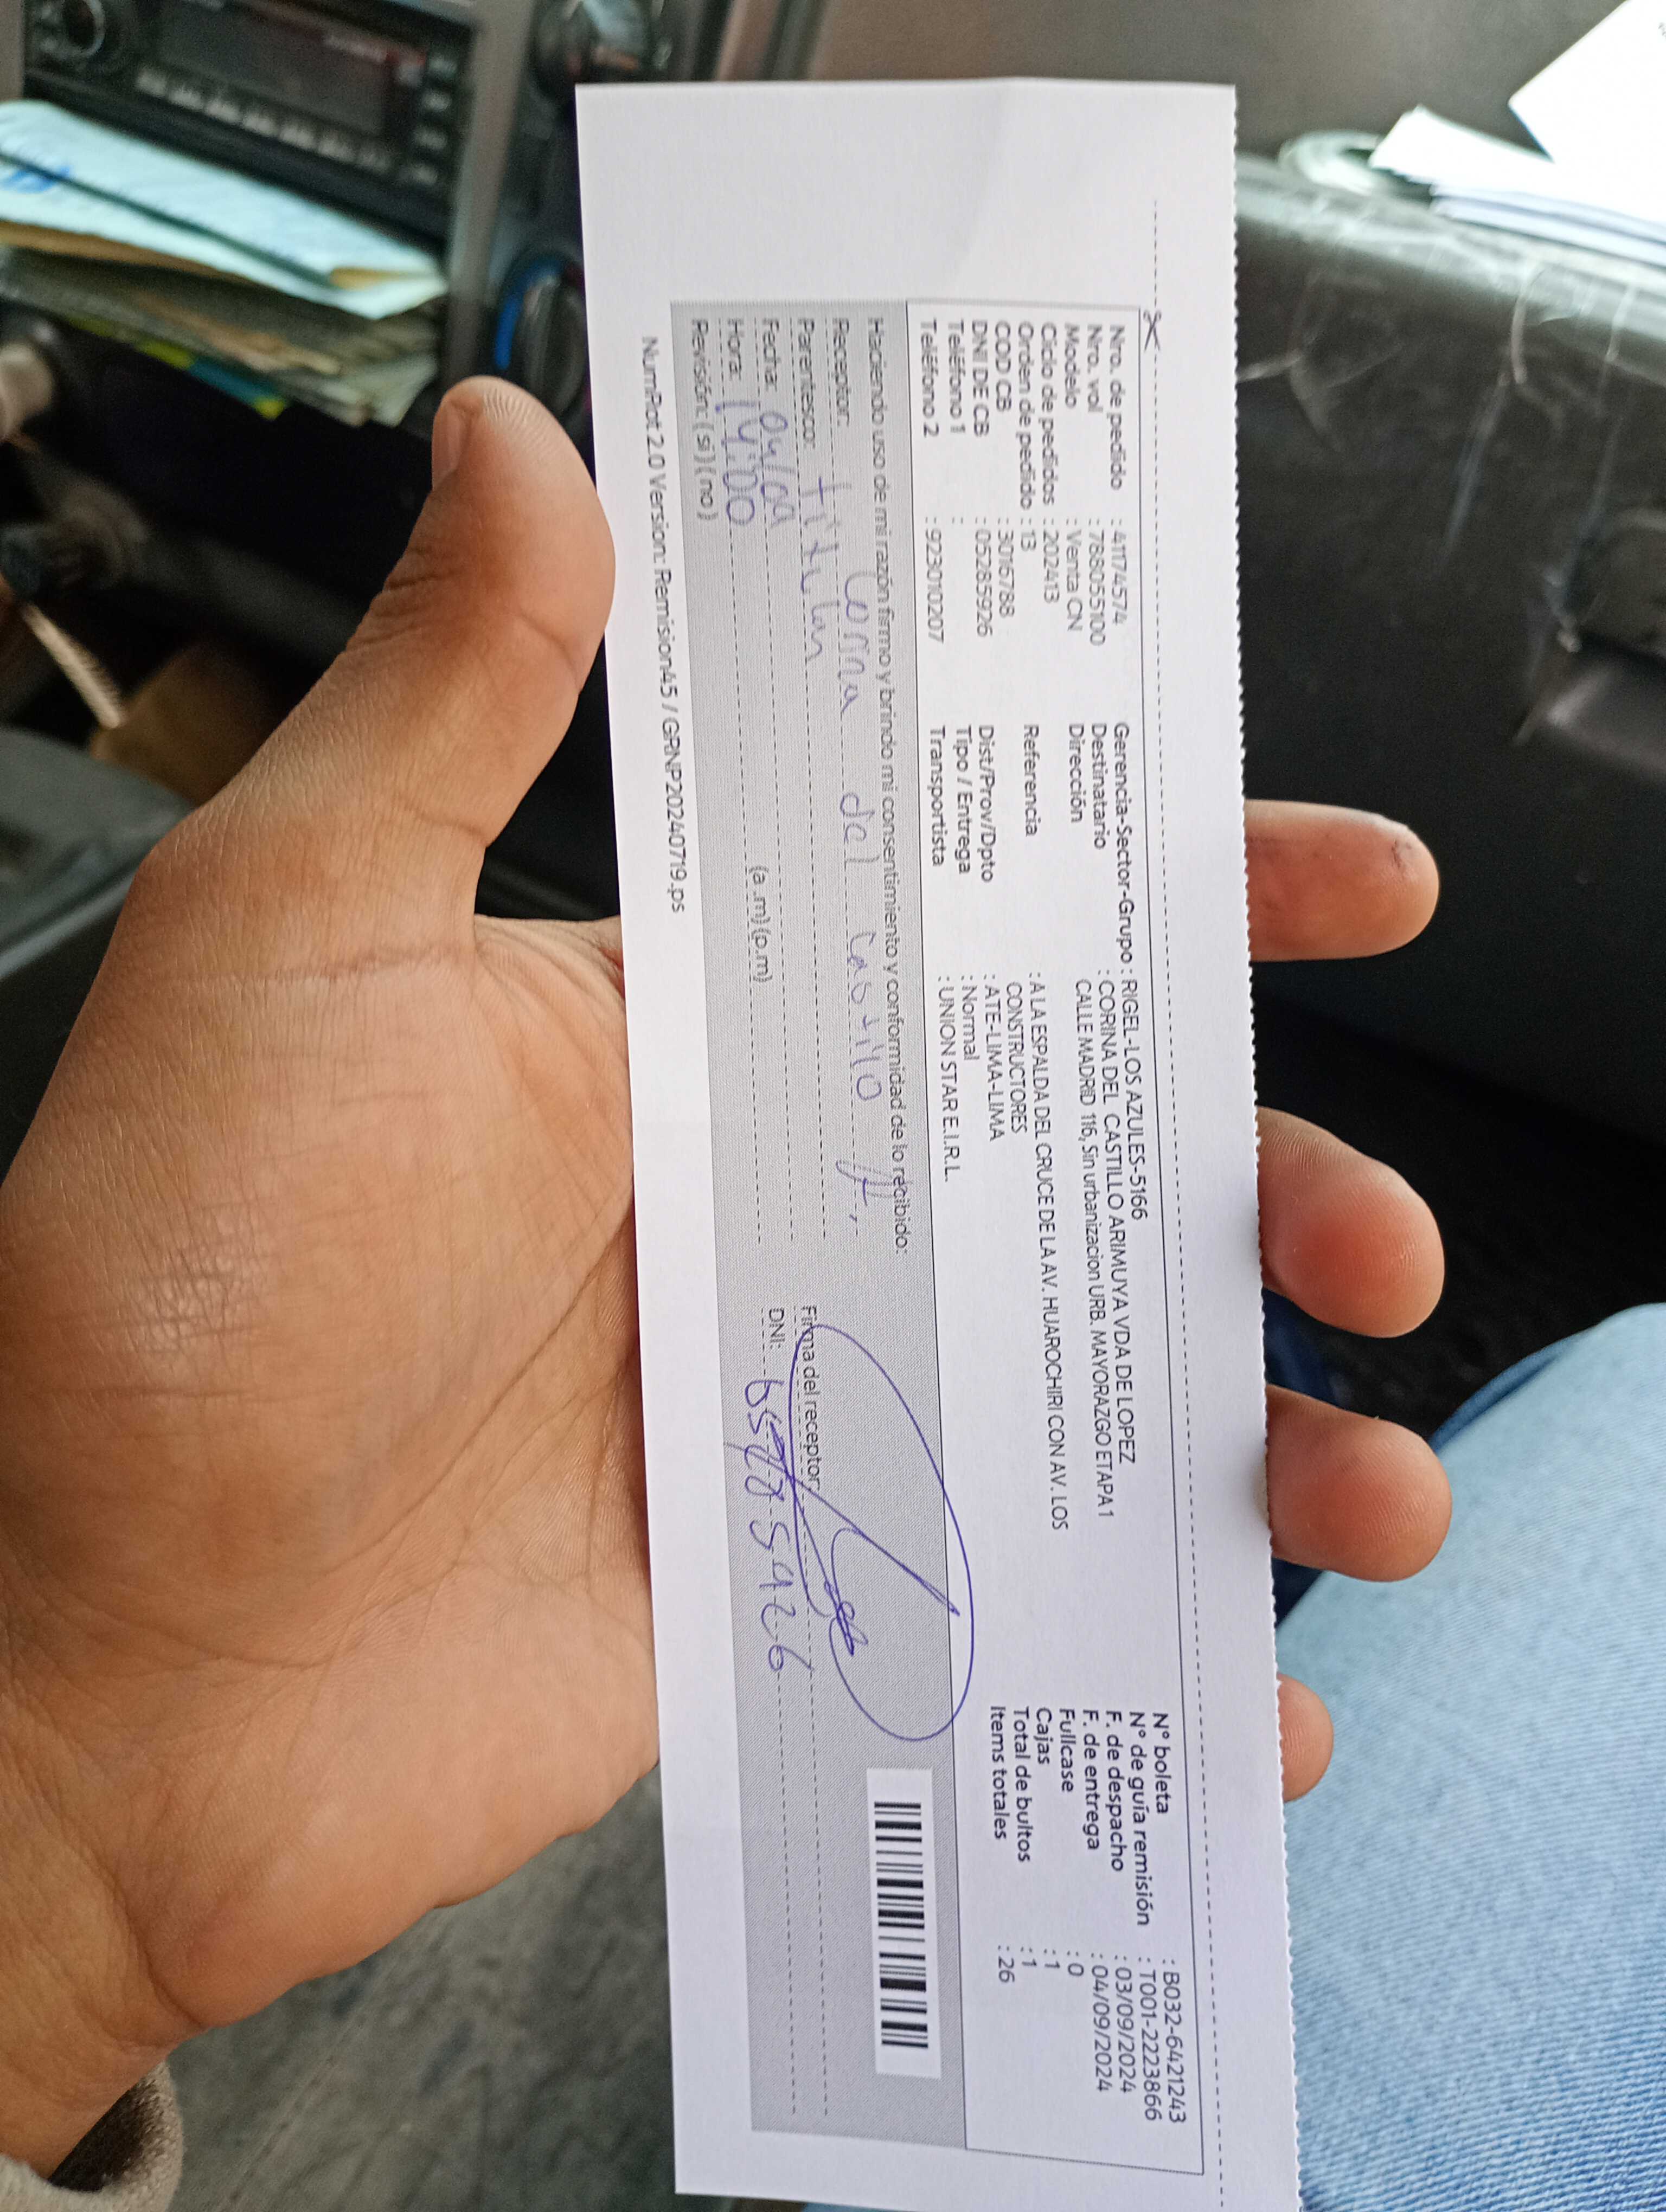 Nro. de pedido : 411745574
Nro. vol : 788055100
Modelo : Venta CN
Ciclo de pedidos : 202413
Orden de pedido : 13
COD CB : 3016788
DNI DE CB : 05285926
Teléfono 1 :
Teléfono 2 : 923010207
Gerencia-Sector-Grupo : RIGEL-LOS AZULES-5166
Destinatario : CORINA DEL CASTILLO ARIMUYA VDA DE LOPEZ
Dirección CALLE MADRID 116, Sin urbanizacion URB. MAYORAZGO ETAPA 1
Referencia : A LA ESPALDA DEL CRUCE DE LA AV. HUAROCHIRI CON AV. LOS
CONSTRUCTORES
Dist/Prov/Dpto : ATE-LIMA-LIMA
Tipo / Entrega : Normal
Transportista : UNION STAR E.I.R.L.
N° boleta : B032-6421243
N° de guía remisión : T001-2223866
F. de despacho : 03/09/2024
F. de entrega : 04/09/2024
Fullcase : 0
Cajas : 1
Total de bultos : 1
Items totales : 26
Haciendo uso de mi razón firmo y brindo mi consentimiento y conformidad de lo recibido:
Receptor: Corina del Castillo
Parentesco: titular
Fecha: 04/09
Hora: 14:00 (a.m) (p.m)
Revisión: ( si ) ( no )
Firma del receptor:
DNI:
NumProt 2.0 Version: Remision45 / GRNP20240719.ps